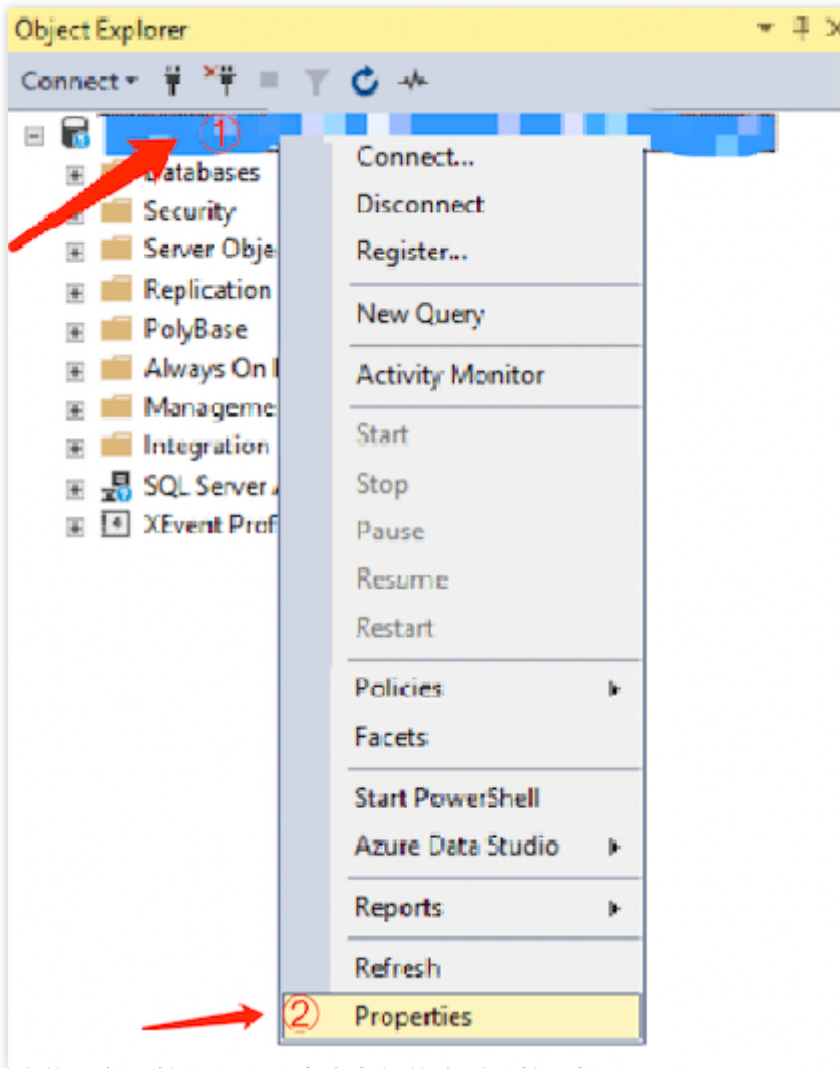 Object Explorer
Connect
①
Databases
Security
Server Obje
Replication
PolyBase
Always On
Manageme
Integration
SQL Server
XEvent Prof
Connect...
Disconnect
Register...
New Query
Activity Monitor
Start
Stop
Pause
Resume
Restart
Policies
Facets
Start PowerShell
Azure Data Studio
Reports
Refresh
② Properties